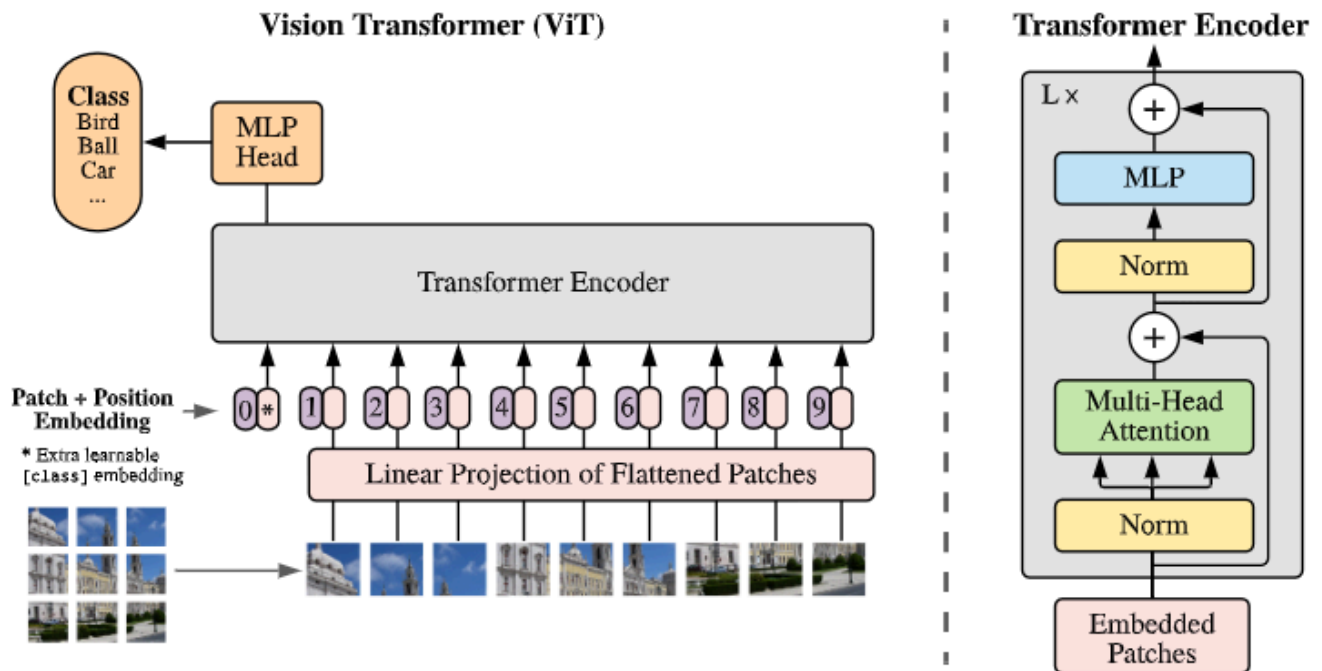 Vision Transformer (ViT)
Class
Bird
Ball
Car
...
MLP
Head
Transformer Encoder
Patch + Position
Embedding
* Extra learnable
[class] embedding
0 * 1 2 3 4 5 6 7 8 9
Linear Projection of Flattened Patches
Transformer Encoder
L ×
+
MLP
Norm
+
Multi-Head
Attention
Norm
Embedded
Patches